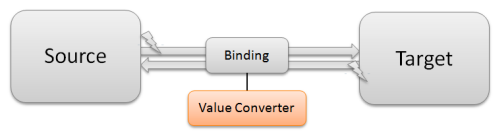 Source
Binding
Target
Value Converter